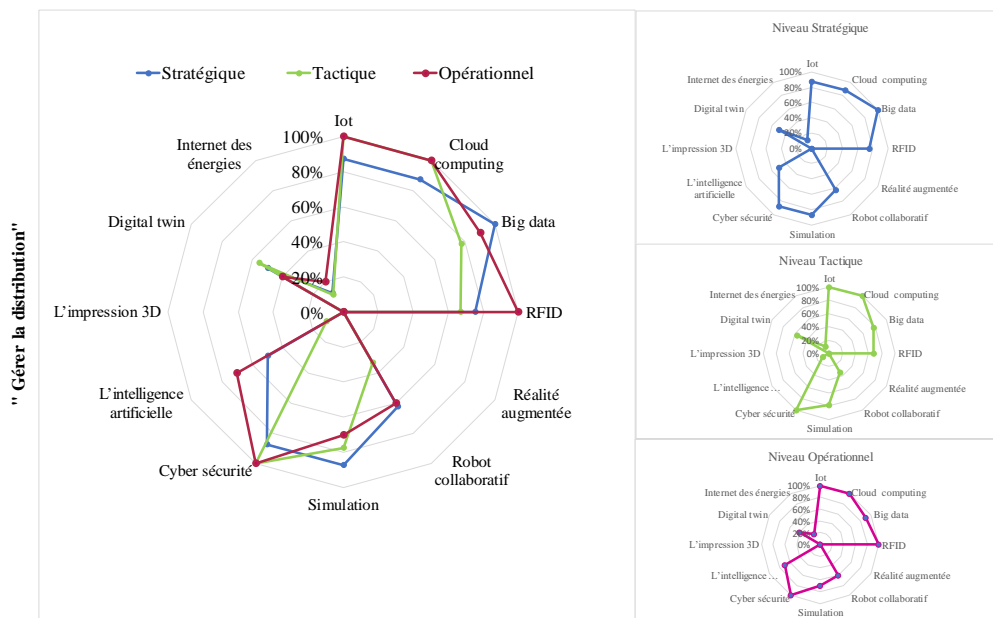 " Gérer la distribution"
Stratégique
Tactique
Opérationnel
Iot
Cloud
computing
Big data
RFID
Réalité
augmentée
Robot
collaboratif
Simulation
Cyber sécurité
L'intelligence
artificielle
L'impression 3D
Digital twin
Internet des
énergies
100%
80%
60%
40%
20%
0%
Niveau Stratégique
Iot
Cloud computing
Big data
RFID
Réalité augmentée
Robot collaboratif
Simulation
Cyber sécurité
L'intelligence
artificielle
L'impression 3D
Digital twin
Internet des énergies
100%
80%
60%
40%
20%
0%
Niveau Tactique
Iot
Cloud computing
Big data
RFID
Réalité augmentée
Robot collaboratif
Simulation
Cyber sécurité
L'intelligence …
L'impression 3D
Digital twin
Internet des énergies
100%
80%
60%
40%
20%
0%
Niveau Opérationnel
Iot
Cloud computing
Big data
RFID
Réalité augmentée
Robot collaboratif
Simulation
Cyber sécurité
L'intelligence …
L'impression 3D
Digital twin
Internet des énergies
100%
80%
60%
40%
20%
0%